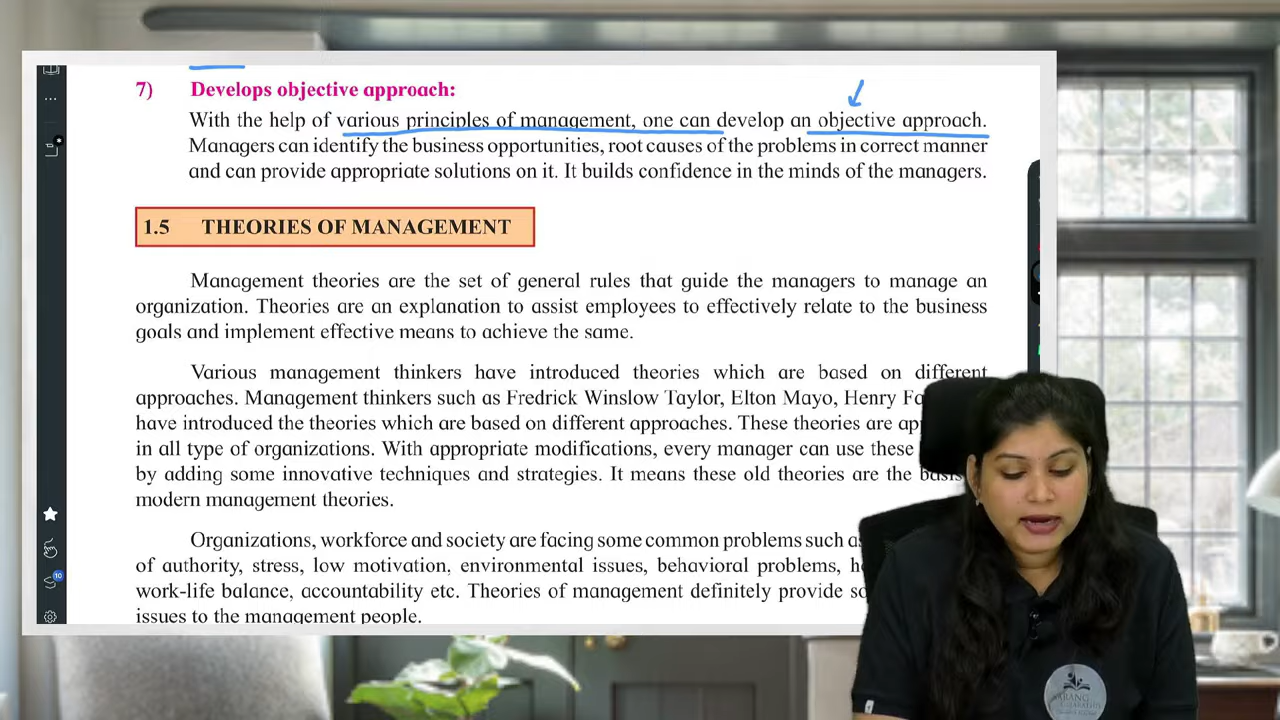 7) Develops objective approach:
With the help of various principles of management, one can develop an objective approach.
Managers can identify the business opportunities, root causes of the problems in correct manner
and can provide appropriate solutions on it. It builds confidence in the minds of the managers.
1.5 THEORIES OF MANAGEMENT
Management theories are the set of general rules that guide the managers to manage an
organization. Theories are an explanation to assist employees to effectively relate to the business
goals and implement effective means to achieve the same.
Various management thinkers have introduced theories which are based on different
approaches. Management thinkers such as Fredrick Winslow Taylor, Elton Mayo, Henry
have introduced the theories which are based on different approaches. These theories are
in all type of organizations. With appropriate modifications, every manager can use these
by adding some innovative techniques and strategies. It means these old theories are the
modern management theories.
Organizations, workforce and society are facing some common problems such
of authority, stress, low motivation, environmental issues, behavioral problems,
work-life balance, accountability etc. Theories of management definitely provide
issues to the management people.
10